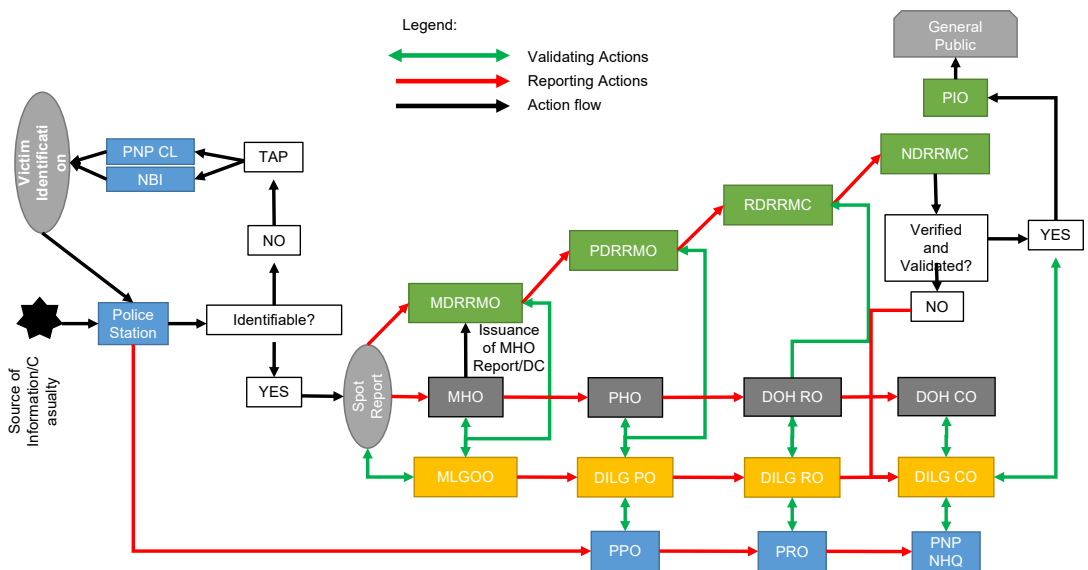 Legend:
Validating Actions
Reporting Actions
Action flow
General
Public
PIO
NDRRMC
RDRRMC
PDRRMO
MDRRMO
Victim
Identificati
on
PNP CL
NBI
TAP
NO
Identifiable?
YES
Police
Station
Source of
Information/C
asualty
Verified
and
Validated?
YES
NO
Issuance
of MHO
Report/DC
Spot
Report
MHO
PHO
DOH RO
DOH CO
MLGOO
DILG PO
DILG RO
DILG CO
PPO
PRO
PNP
NHQ